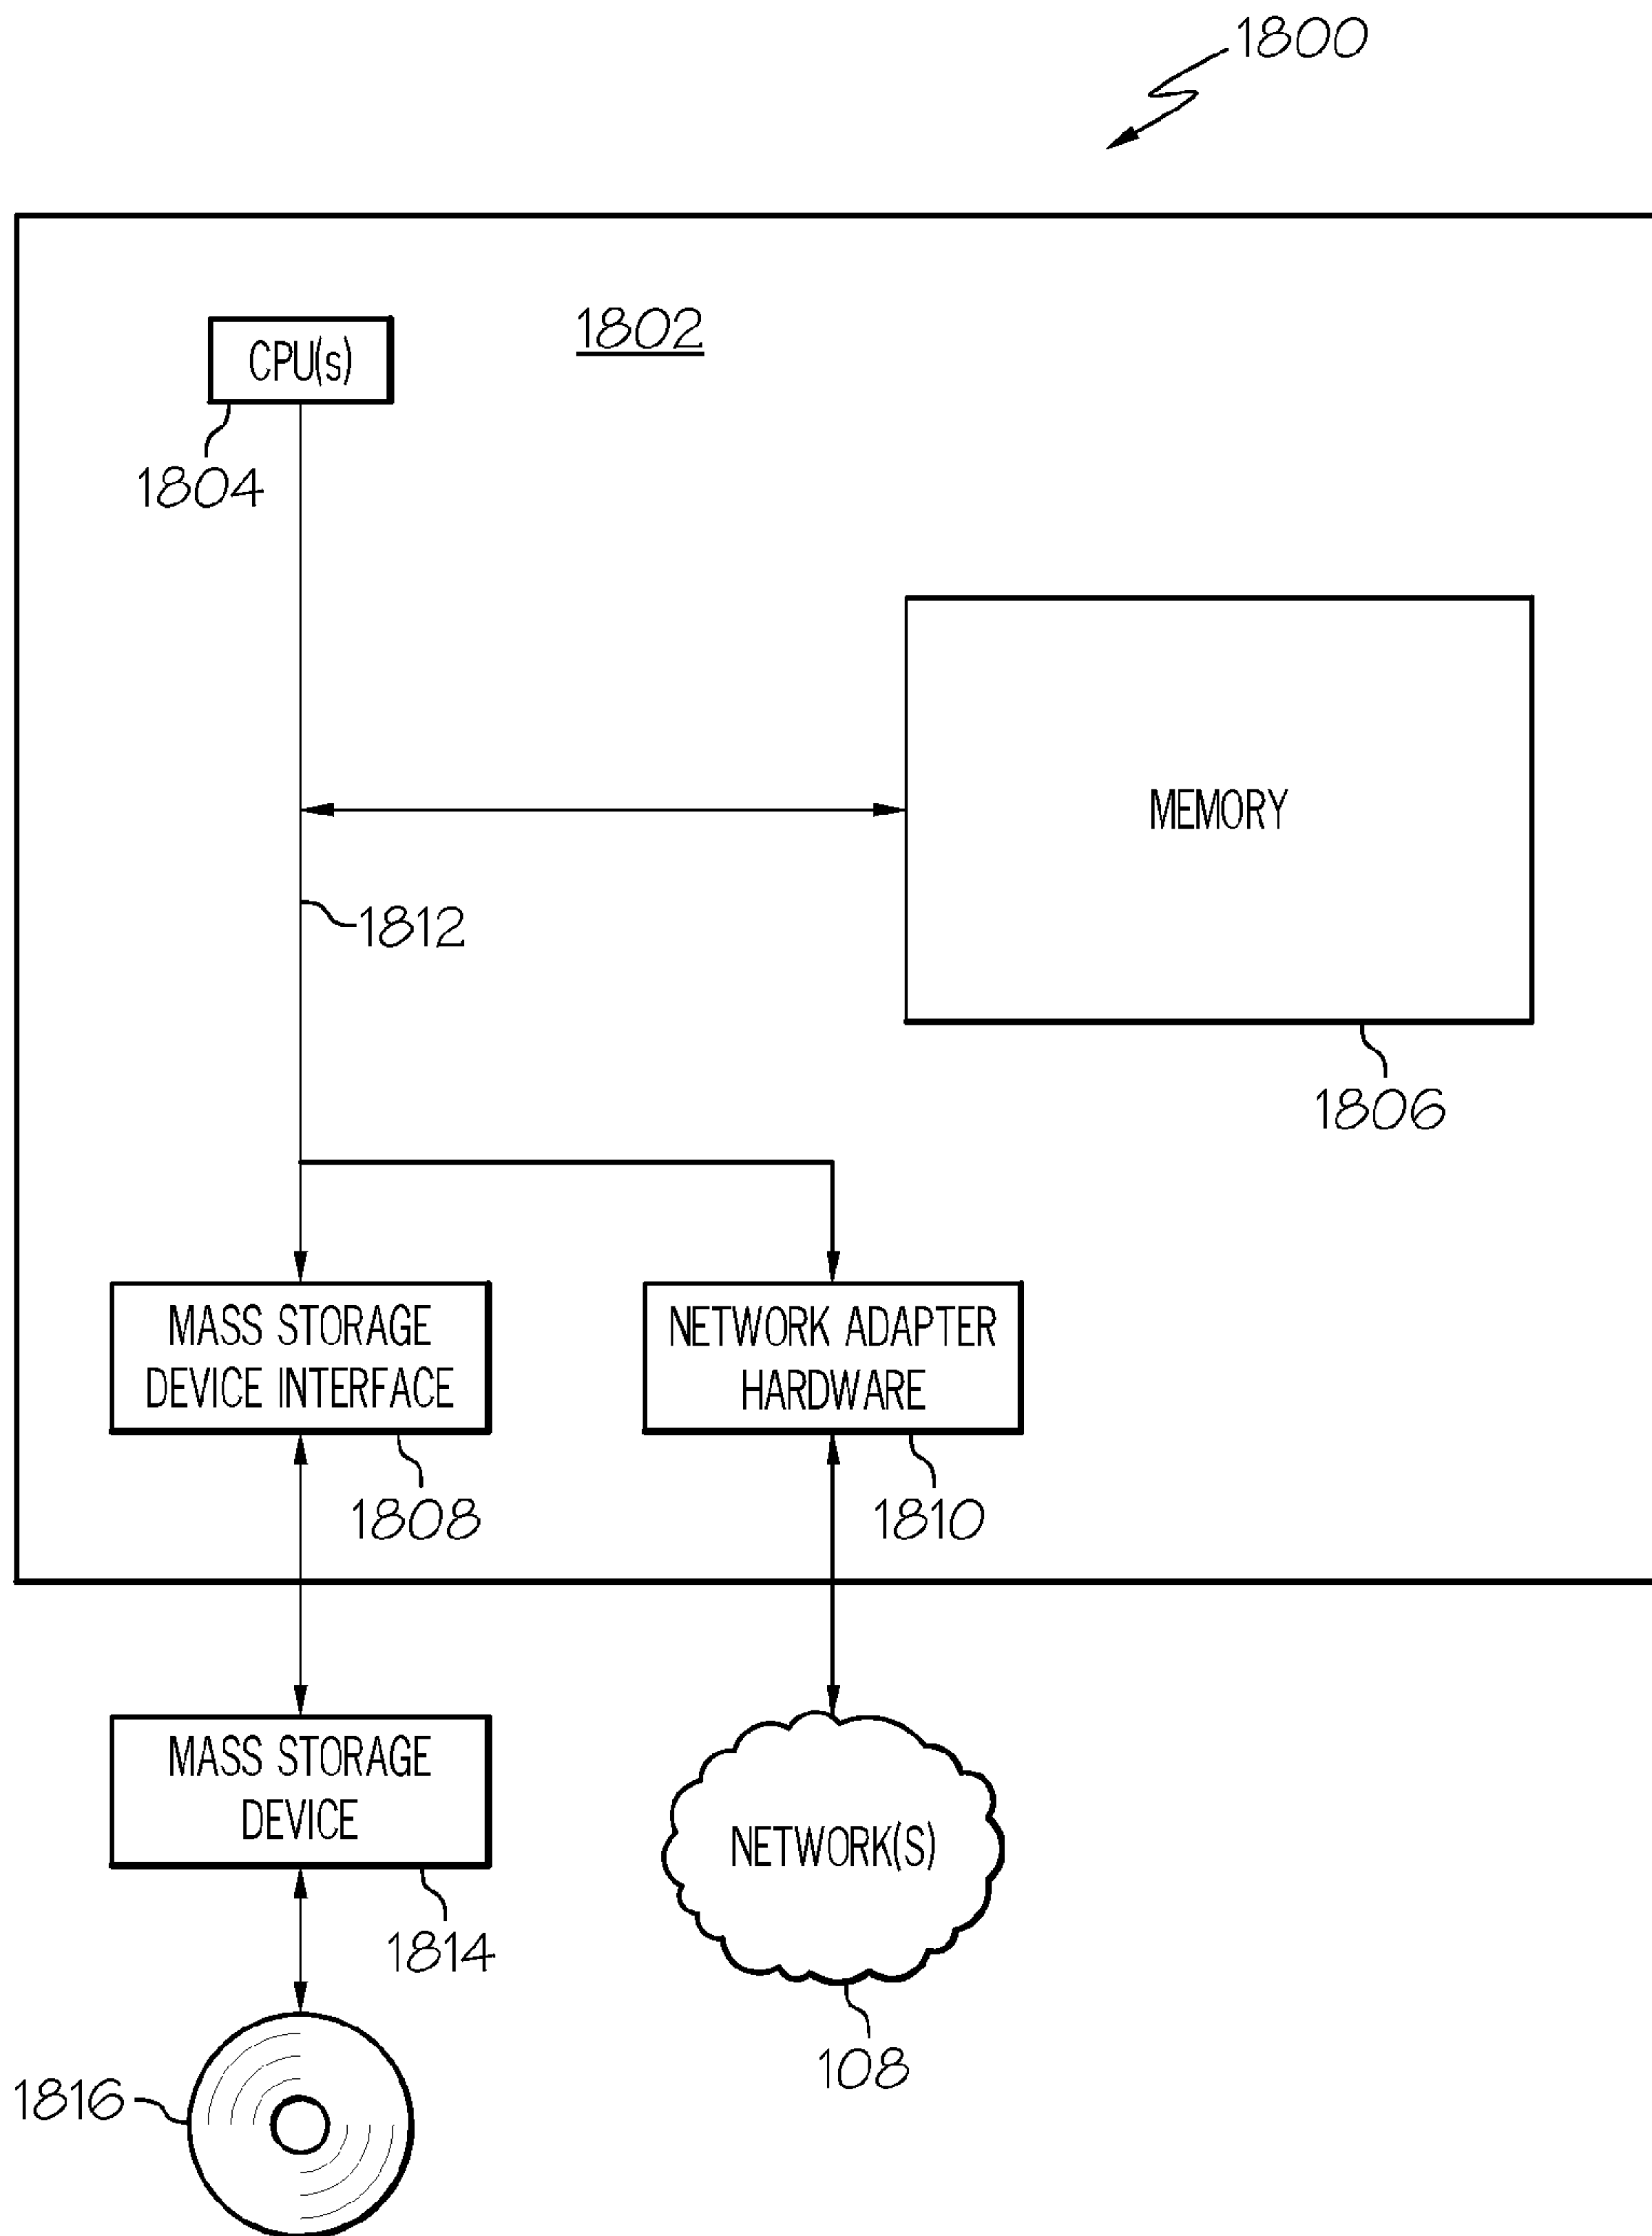 1800
1802
CPU(s)
1804
MEMORY
1812
1806
MASS STORAGE
DEVICE INTERFACE
NETWORK ADAPTER
HARDWARE
1808
1810
MASS STORAGE
DEVICE
NETWORK(S)
1814
108
1816